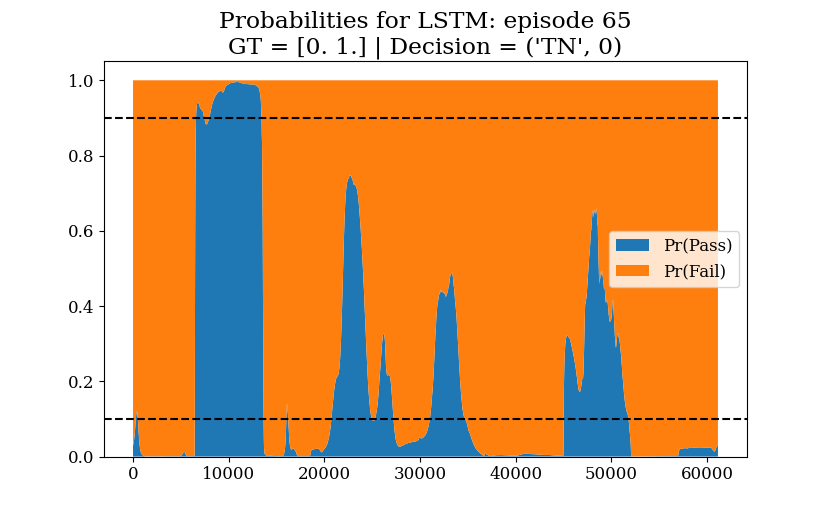 Probabilities for LSTM: episode 65
GT = [0. 1.] | Decision = ('TN', 0)
1.0
0.8
0.6
0.4
0.2
0.0
Pr(Pass)
Pr(Fail)
0 10000 20000 30000 40000 50000 60000